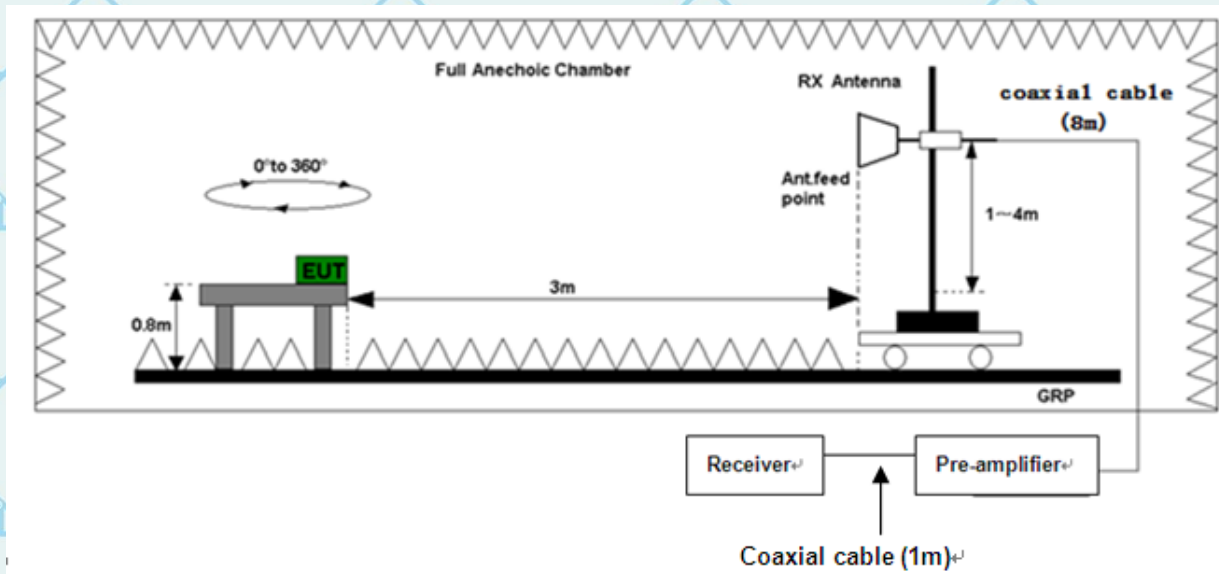 Full Anechoic Chamber
RX Antenna
coaxial cable
(8m)
0°to 360°
Ant.feed
point
1～4m
EUT
3m
0.8m
GRP
Receiver↵
Pre-amplifier↵
Coaxial cable (1m)↵